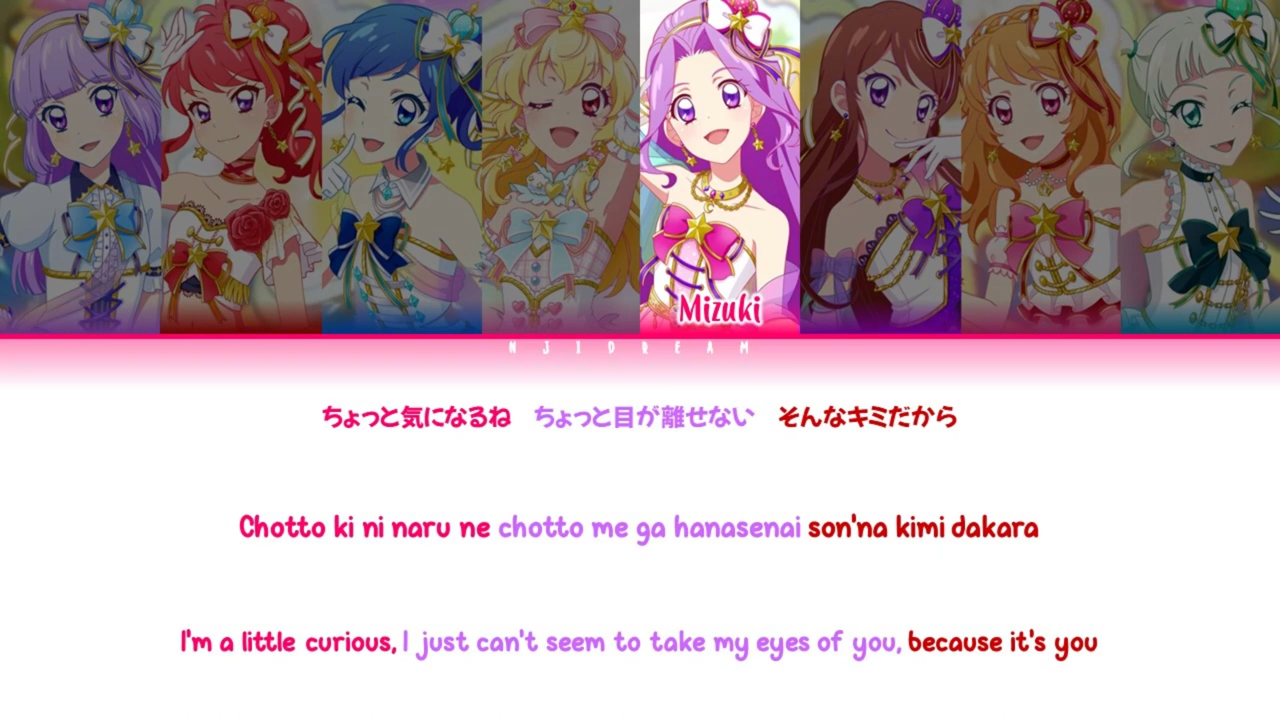 Mizuki
NJIDREAM
ちょっと気になるね ちょっと目が離せない そんなキミだから
Chotto ki ni naru ne chotto me ga hanasenai son'na kimi dakara
I'm a little curious, I just can't seem to take my eyes of you, because it's you